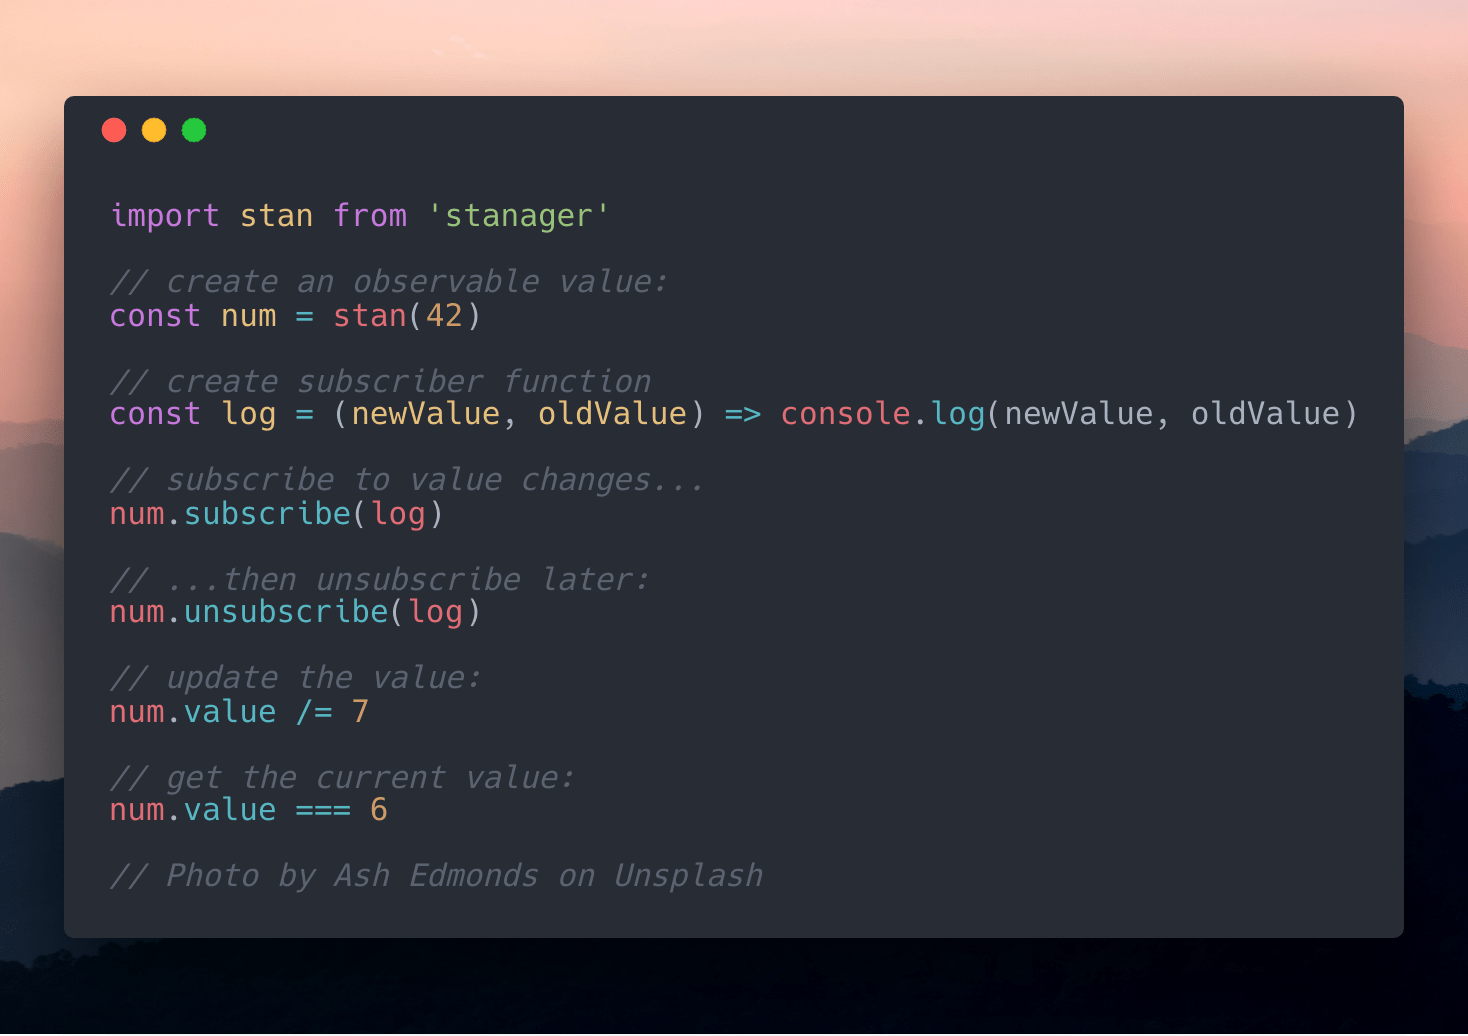 import stan from 'stanager'
// create an observable value:
const num = stan(42)
// create subscriber function
const log = (newValue, oldValue) => console.log(newValue, oldValue)
// subscribe to value changes...
num.subscribe(log)
// ...then unsubscribe later:
num.unsubscribe(log)
// update the value:
num.value /= 7
// get the current value:
num.value === 6
// Photo by Ash Edmonds on Unsplash